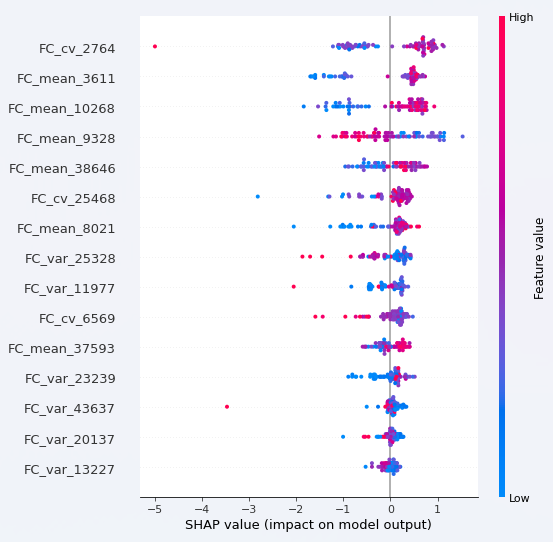 High
FC_cv_2764
FC_mean_3611
FC_mean_10268
FC_mean_9328
FC_mean_38646
FC_cv_25468
FC_mean_8021
FC_var_25328
FC_var_11977
FC_cv_6569
FC_mean_37593
FC_var_23239
FC_var_43637
FC_var_20137
FC_var_13227
Feature value
Low
−5 −4 −3 −2 −1 0 1
SHAP value (impact on model output)